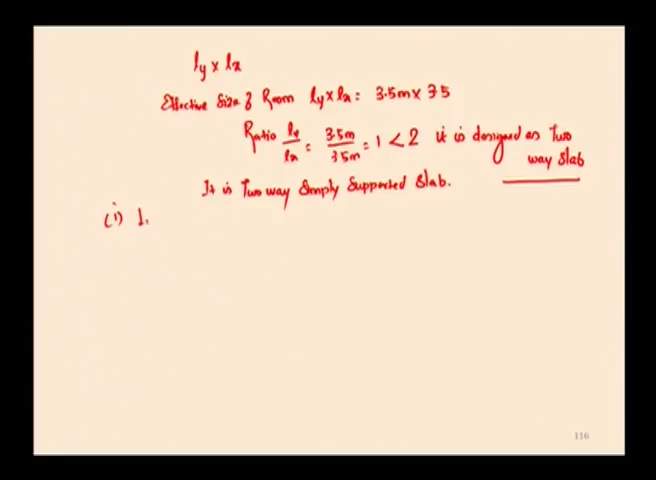 ly x lx
Effective Size of Room ly x lx = 3.5m x 3.5
Ratio ly/lx = 3.5m/3.5m = 1 < 2 it is designed as Two
way Slab
It is Two way Simply Supported Slab.
(i) 1.
116